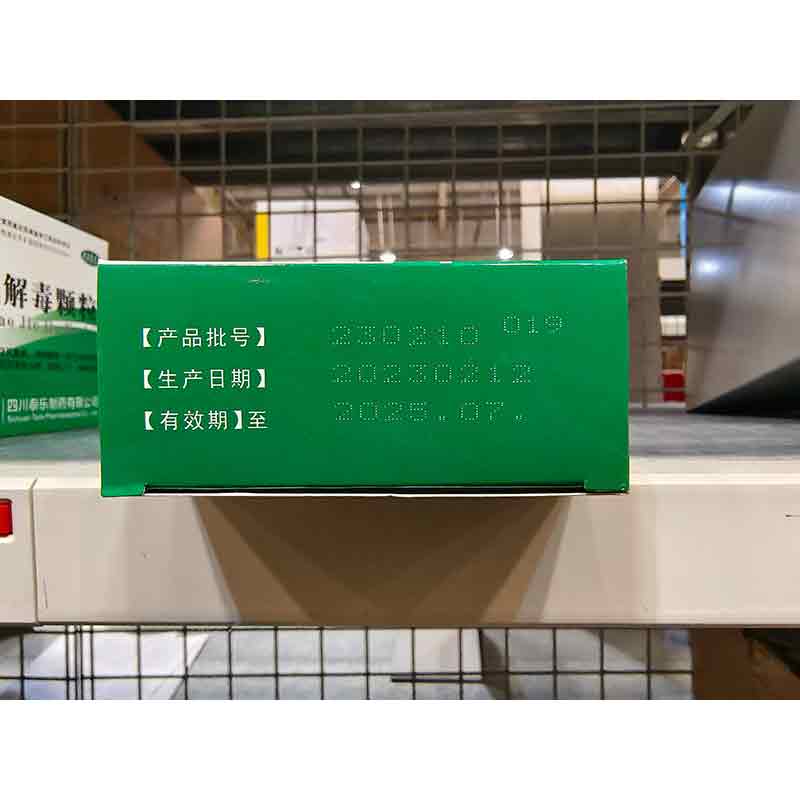 【产品批号】 230210 019
【生产日期】 20230212
【有效期】至 2025.07.
解毒颗粒
四川泰乐制药有限公司